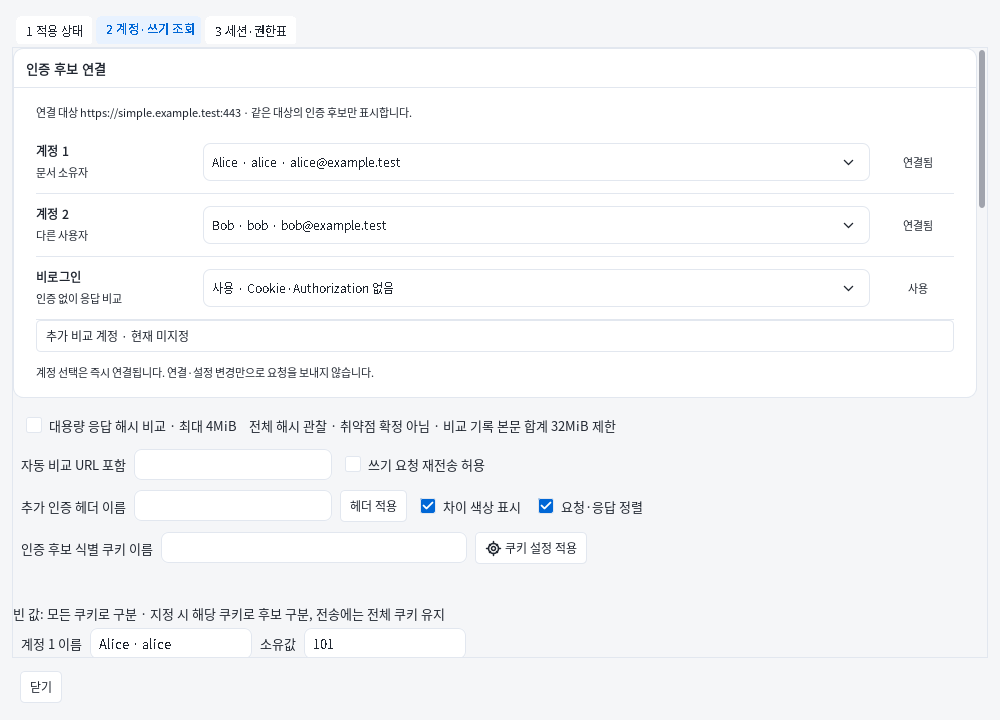 1 적용 상태 2 계정·쓰기 조회 3 세션·권한표
인증 후보 연결
연결 대상 https://simple.example.test:443 · 같은 대상의 인증 후보만 표시합니다.
계정 1
문서 소유자
Alice · alice · alice@example.test
연결됨
계정 2
다른 사용자
Bob · bob · bob@example.test
연결됨
비로그인
인증 없이 응답 비교
사용 · Cookie·Authorization 없음
사용
추가 비교 계정 · 현재 미지정
계정 선택은 즉시 연결됩니다. 연결·설정 변경만으로 요청을 보내지 않습니다.
대용량 응답 해시 비교 · 최대 4MiB 전체 해시 관찰 · 취약점 확정 아님 · 비교 기록 본문 합계 32MiB 제한
자동 비교 URL 포함 쓰기 요청 재전송 허용
추가 인증 헤더 이름 헤더 적용 차이 색상 표시 요청·응답 정렬
인증 후보 식별 쿠키 이름 쿠키 설정 적용
빈 값: 모든 쿠키로 구분 · 지정 시 해당 쿠키로 후보 구분, 전송에는 전체 쿠키 유지
계정 1 이름 Alice · alice 소유값 101
닫기